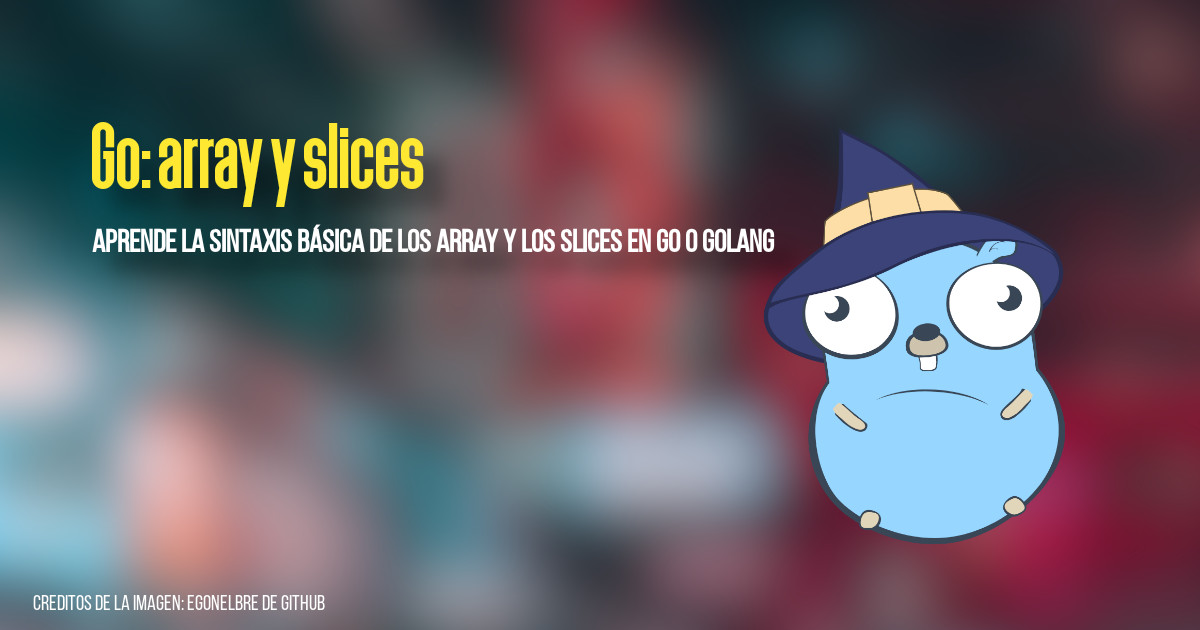 Go: array y slices
APRENDE LA SINTAXIS BÁSICA DE LOS ARRAY Y LOS SLICES EN GO O GOLANG
CREDITOS DE LA IMAGEN: EGONELBRE DE GITHUB